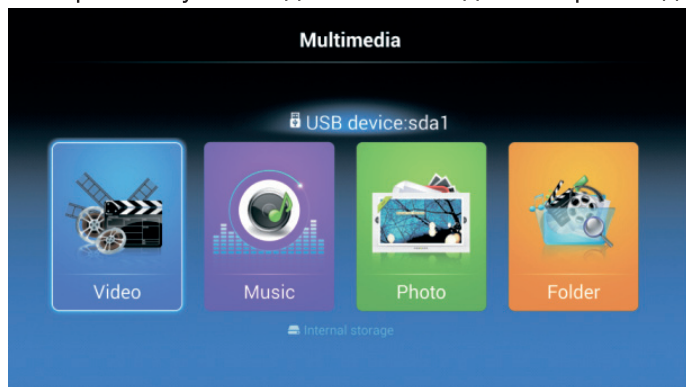 Multimedia
USB device:sda1
Video Music Photo Folder
Internal storage